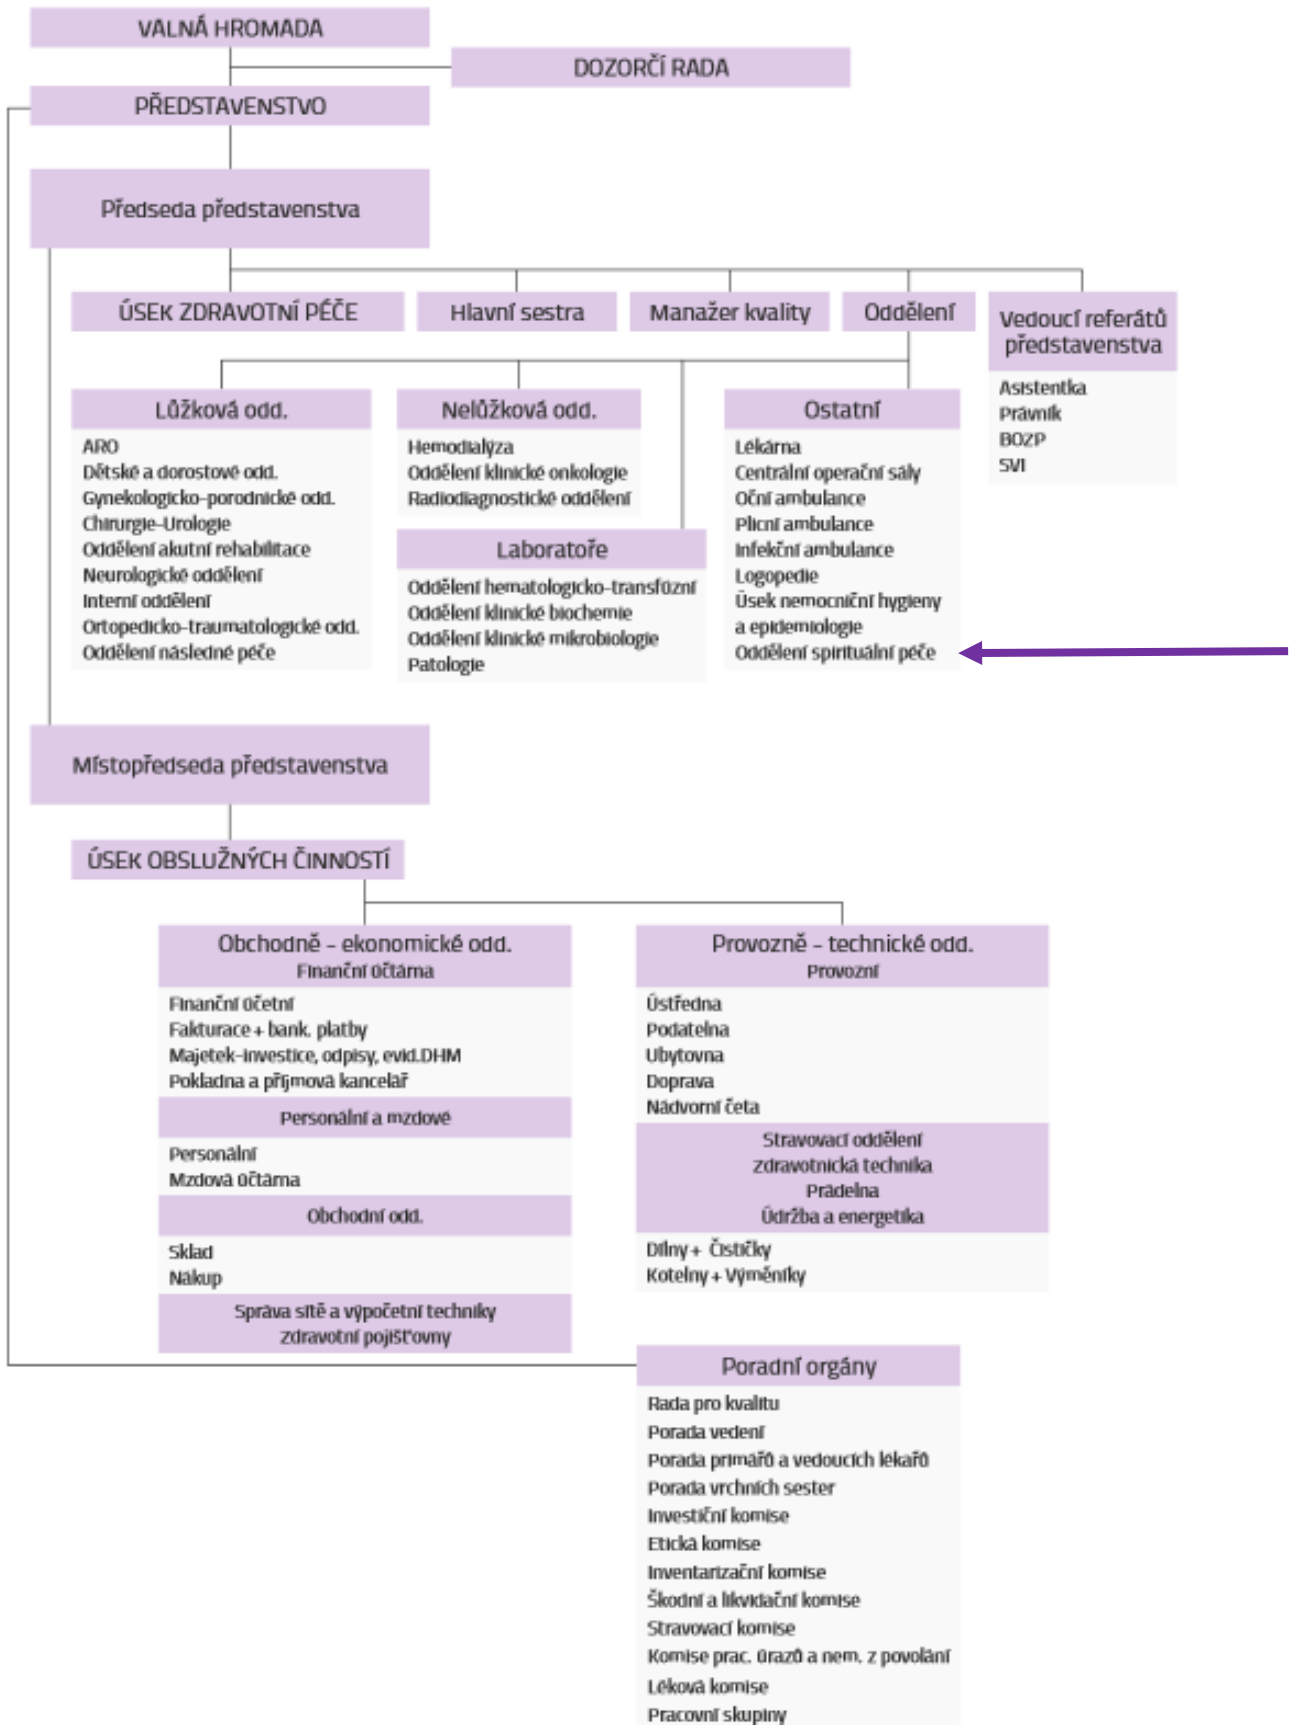 VALNÁ HROMADA
DOZORČÍ RADA
PŘEDSTAVENSTVO
Předseda představenstva
ÚSEK ZDRAVOTNÍ PÉČE
Hlavní sestra
Manažer kvality
Oddělení
Vedoucí referátů
představenstva
Asistentka
Právník
BOZP
SVI
Lůžková odd.
ARO
Dětské a dorostové odd.
Gynekologicko-porodnické odd.
Chirurgie-Urologie
Oddělení akutní rehabilitace
Neurologické oddělení
Interní oddělení
Ortopedicko-traumatologické odd.
Oddělení následné péče
Nelůžková odd.
Hemodialýza
Oddělení klinické onkologie
Radiodiagnostické oddělení
Laboratoře
Oddělení hematologicko-transfúzní
Oddělení klinické biochemie
Oddělení klinické mikrobiologie
Patologie
Ostatní
Lékárna
Centrální operační sály
Oční ambulance
Plicní ambulance
Infekční ambulance
Logopedie
Úsek nemocniční hygieny
a epidemiologie
Oddělení spirituální péče
Místopředseda představenstva
ÚSEK OBSLUŽNÝCH ČINNOSTÍ
Obchodně - ekonomické odd.
Finanční účtárna
Finanční účetní
Fakturace + bank. platby
Majetek-investice, odpisy, evid.DHM
Pokladna a příjmová kancelář
Personální a mzdové
Personální
Mzdová účtárna
Obchodní odd.
Sklad
Nákup
Správa sítě a výpočetní techniky
zdravotní pojišťovny
Provozně - technické odd.
Provozní
Ústředna
Podatelna
Ubytovna
Doprava
Nádvorní četa
Stravovací oddělení
zdravotnická technika
Prádelna
Údržba a energetika
Dílny + Čističky
Kotelny + Výměníky
Poradní orgány
Rada pro kvalitu
Porada vedení
Porada primářů a vedoucích lékařů
Porada vrchních sester
Investiční komise
Etická komise
Inventarizační komise
Škodní a likvidační komise
Stravovací komise
Komise prac. úrazů a nem. z povolání
Léková komise
Pracovní skupiny